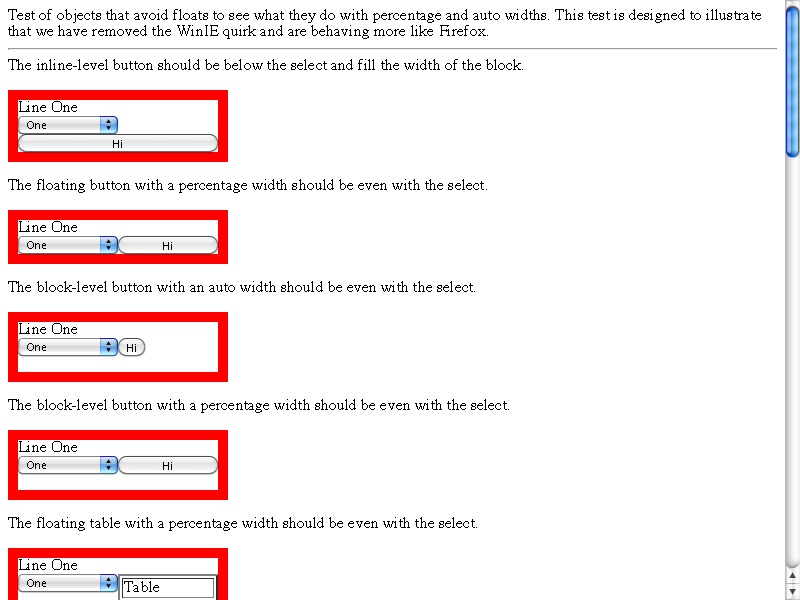 Test of objects that avoid floats to see what they do with percentage and auto widths. This test is designed to illustrate
that we have removed the WinIE quirk and are behaving more like Firefox.
The inline-level button should be below the select and fill the width of the block.
Line One
One
Hi
The floating button with a percentage width should be even with the select.
Line One
One Hi
The block-level button with an auto width should be even with the select.
Line One
One Hi
The block-level button with a percentage width should be even with the select.
Line One
One Hi
The floating table with a percentage width should be even with the select.
Line One
One Table